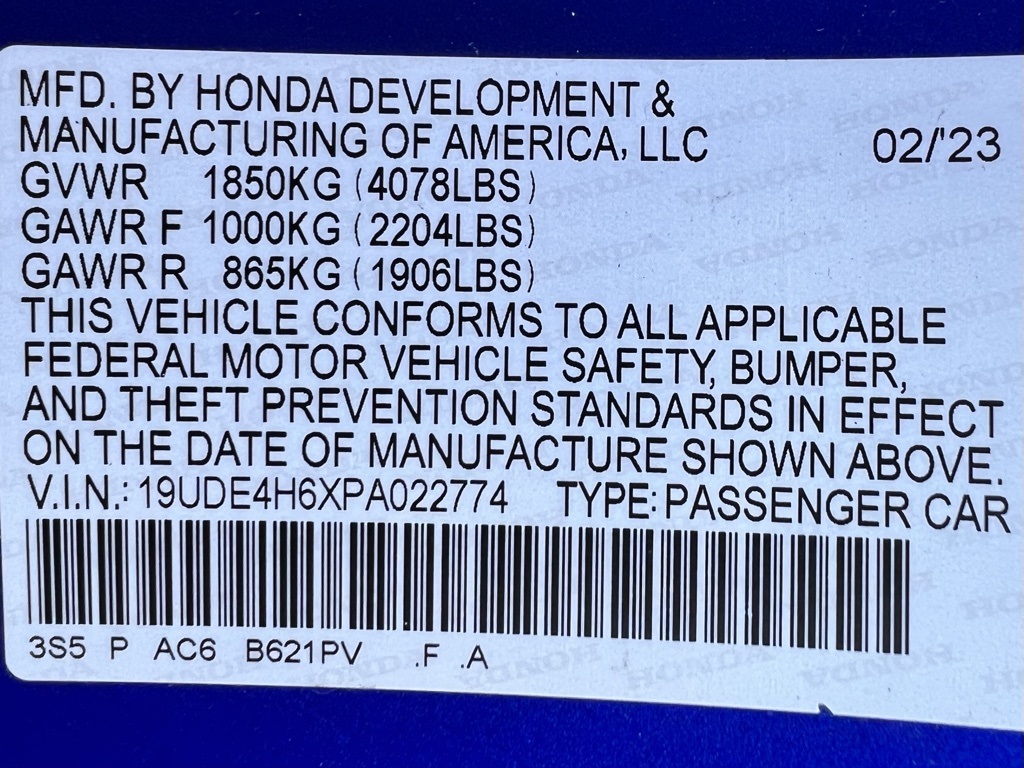 MFD. BY HONDA DEVELOPMENT &
MANUFACTURING OF AMERICA, LLC 02/'23
GVWR 1850KG (4078LBS)
GAWR F 1000KG (2204LBS)
GAWR R 865KG (1906LBS)
THIS VEHICLE CONFORMS TO ALL APPLICABLE
FEDERAL MOTOR VEHICLE SAFETY, BUMPER,
AND THEFT PREVENTION STANDARDS IN EFFECT
ON THE DATE OF MANUFACTURE SHOWN ABOVE.
V.I.N.: 19UDE4H6XPA022774 TYPE: PASSENGER CAR
3S5 P AC6 B621PV .F .A